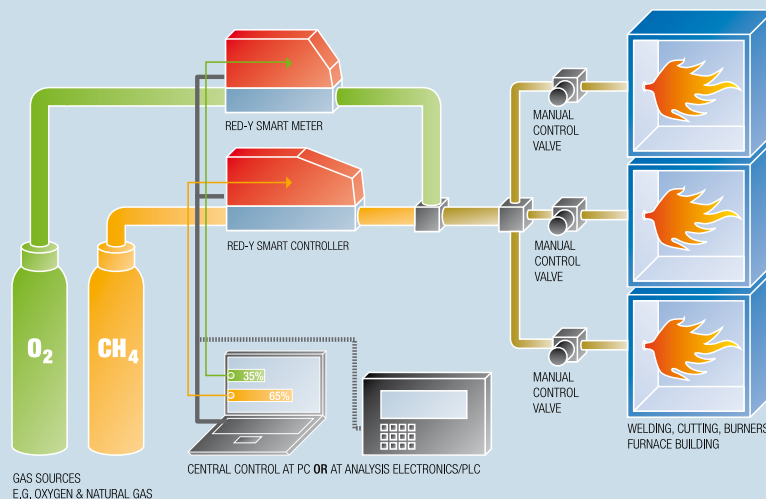 RED-Y SMART METER
RED-Y SMART CONTROLLER
MANUAL
CONTROL
VALVE
MANUAL
CONTROL
VALVE
MANUAL
CONTROL
VALVE
O₂
CH₄
35%
65%
WELDING, CUTTING, BURNERS
FURNACE BUILDING
CENTRAL CONTROL AT PC OR AT ANALYSIS ELECTRONICS/PLC
GAS SOURCES
E.G, OXYGEN & NATURAL GAS